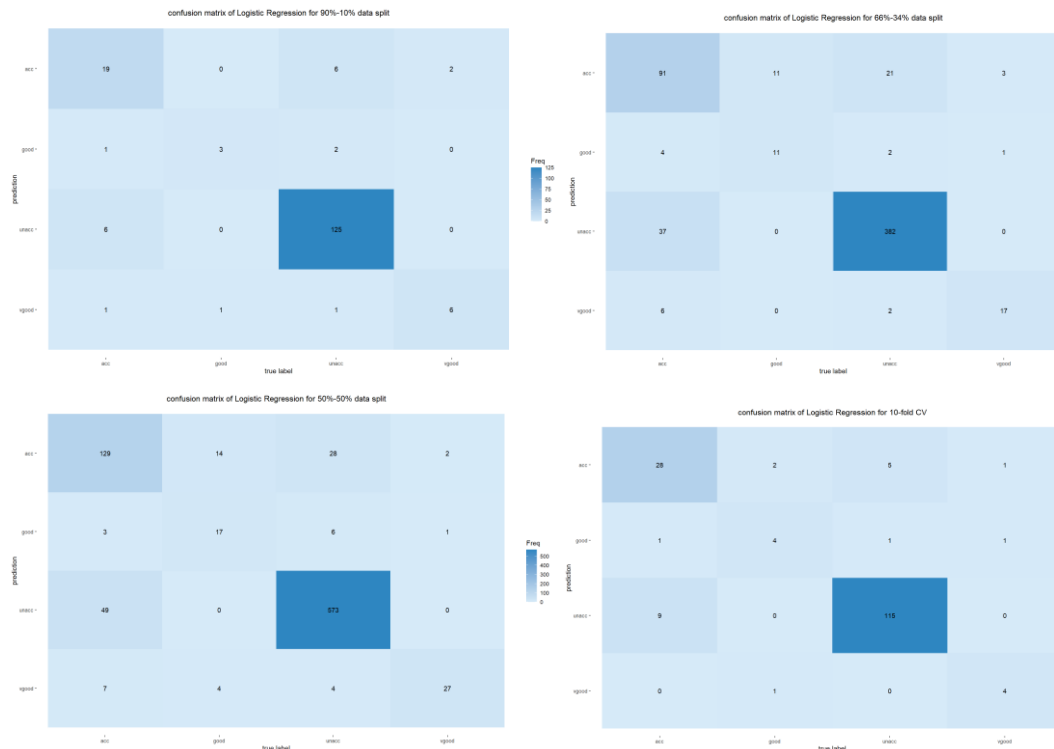 confusion matrix of Logistic Regression for 90%-10% data split
acc
19 0 6 2
good
1 3 2 0
prediction
unacc
6 0 125 0
vgood
1 1 1 6
acc good unacc vgood
true label
Freq
125
100
75
50
25
0
confusion matrix of Logistic Regression for 66%-34% data split
acc
91 11 21 3
good
4 11 2 1
prediction
unacc
37 0 382 0
vgood
6 0 2 17
acc good unacc vgood
true label
confusion matrix of Logistic Regression for 50%-50% data split
acc
129 14 28 2
good
3 17 6 1
prediction
unacc
49 0 573 0
vgood
7 4 4 27
acc good unacc vgood
true label
Freq
500
400
300
200
100
0
confusion matrix of Logistic Regression for 10-fold CV
acc
28 2 5 1
good
1 4 1 1
prediction
unacc
9 0 115 0
vgood
0 1 0 4
acc good unacc vgood
true label